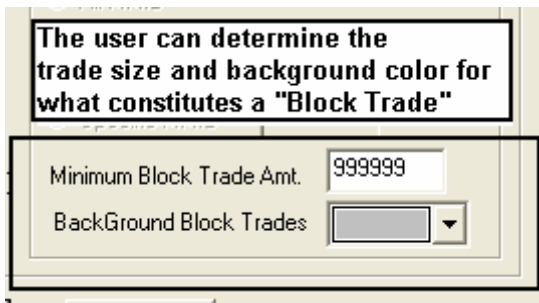 The user can determine the
trade size and background color for
what constitutes a "Block Trade"
Minimum Block Trade Amt. 999999
BackGround Block Trades